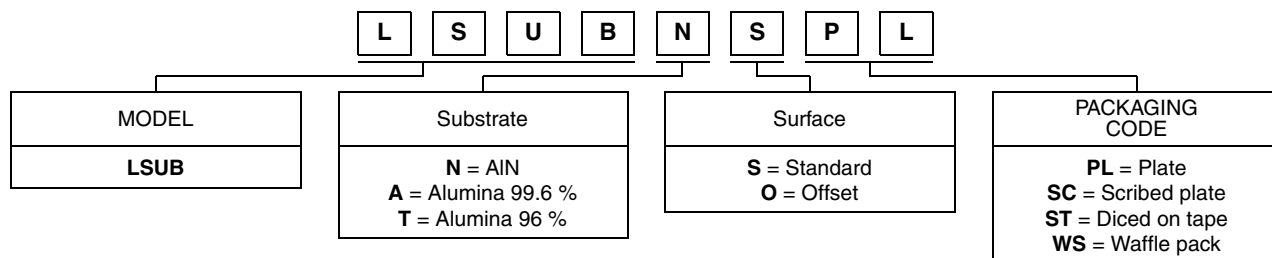 L S U B N S P L
MODEL
LSUB
Substrate
N = AlN
A = Alumina 99.6 %
T = Alumina 96 %
Surface
S = Standard
O = Offset
PACKAGING
CODE
PL = Plate
SC = Scribed plate
ST = Diced on tape
WS = Waffle pack